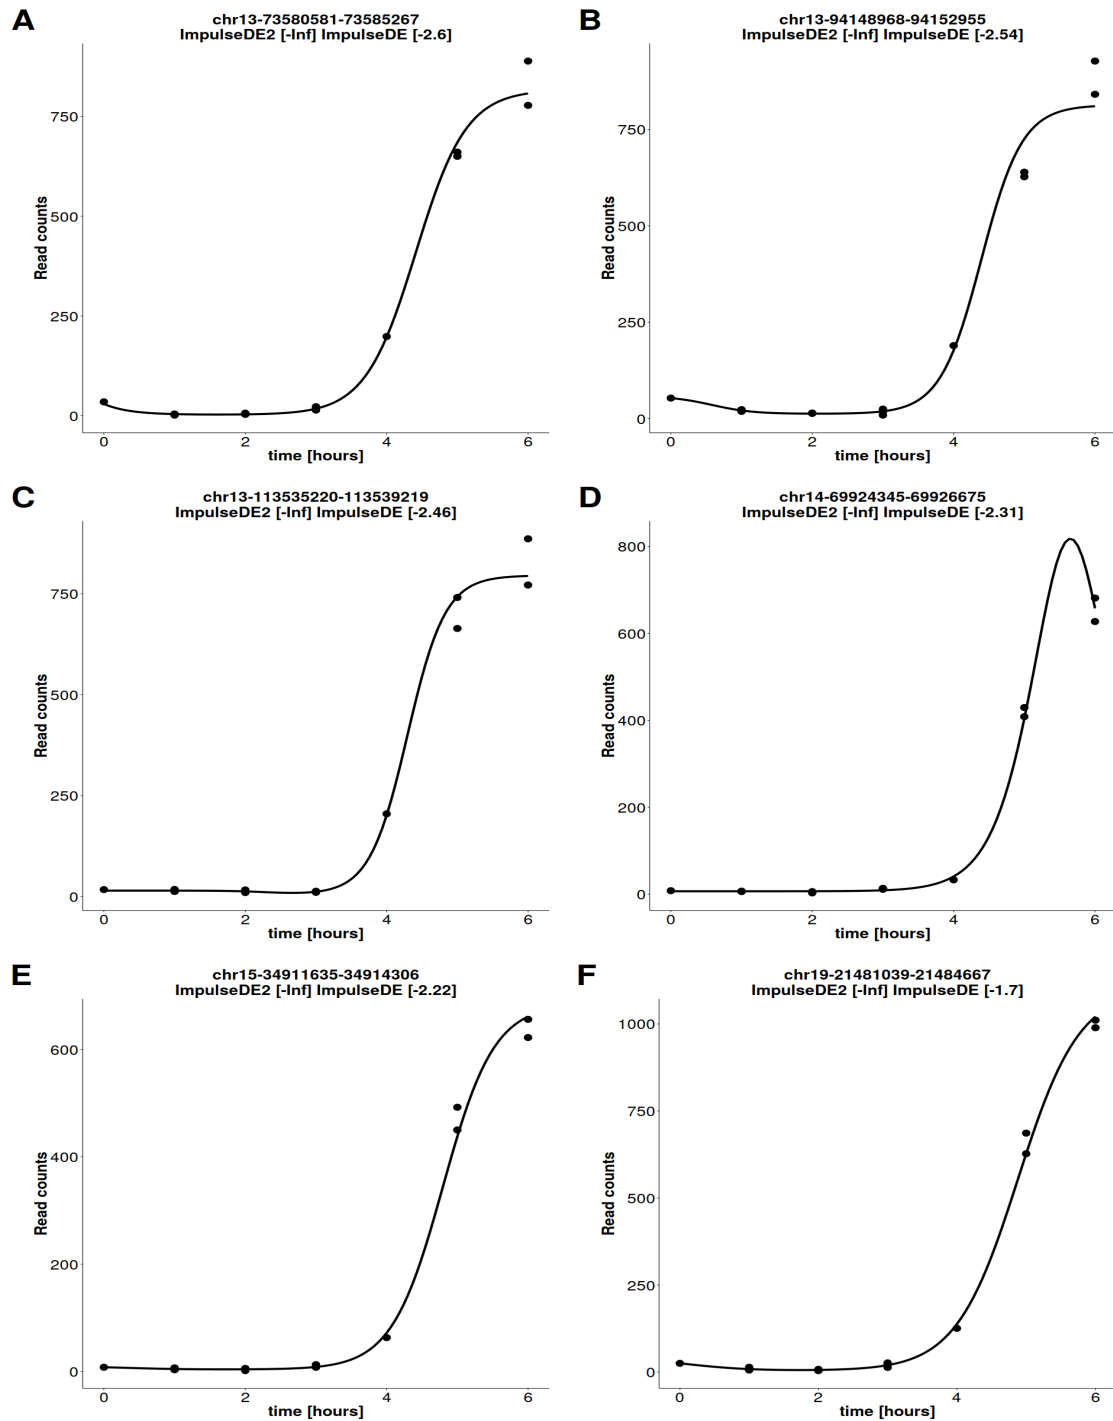 A
chr13-73580581-73585267
ImpulseDE2 [-Inf] ImpulseDE [-2.6]
Read counts
750
500
250
0
0 2 4 6
time [hours]
B
chr13-94148968-94152955
ImpulseDE2 [-Inf] ImpulseDE [-2.54]
Read counts
750
500
250
0
0 2 4 6
time [hours]
C
chr13-113535220-113539219
ImpulseDE2 [-Inf] ImpulseDE [-2.46]
Read counts
750
500
250
0
0 2 4 6
time [hours]
D
chr14-69924345-69926675
ImpulseDE2 [-Inf] ImpulseDE [-2.31]
Read counts
800
600
400
200
0
0 2 4 6
time [hours]
E
chr15-34911635-34914306
ImpulseDE2 [-Inf] ImpulseDE [-2.22]
Read counts
600
400
200
0
0 2 4 6
time [hours]
F
chr19-21481039-21484667
ImpulseDE2 [-Inf] ImpulseDE [-1.7]
Read counts
1000
750
500
250
0
0 2 4 6
time [hours]